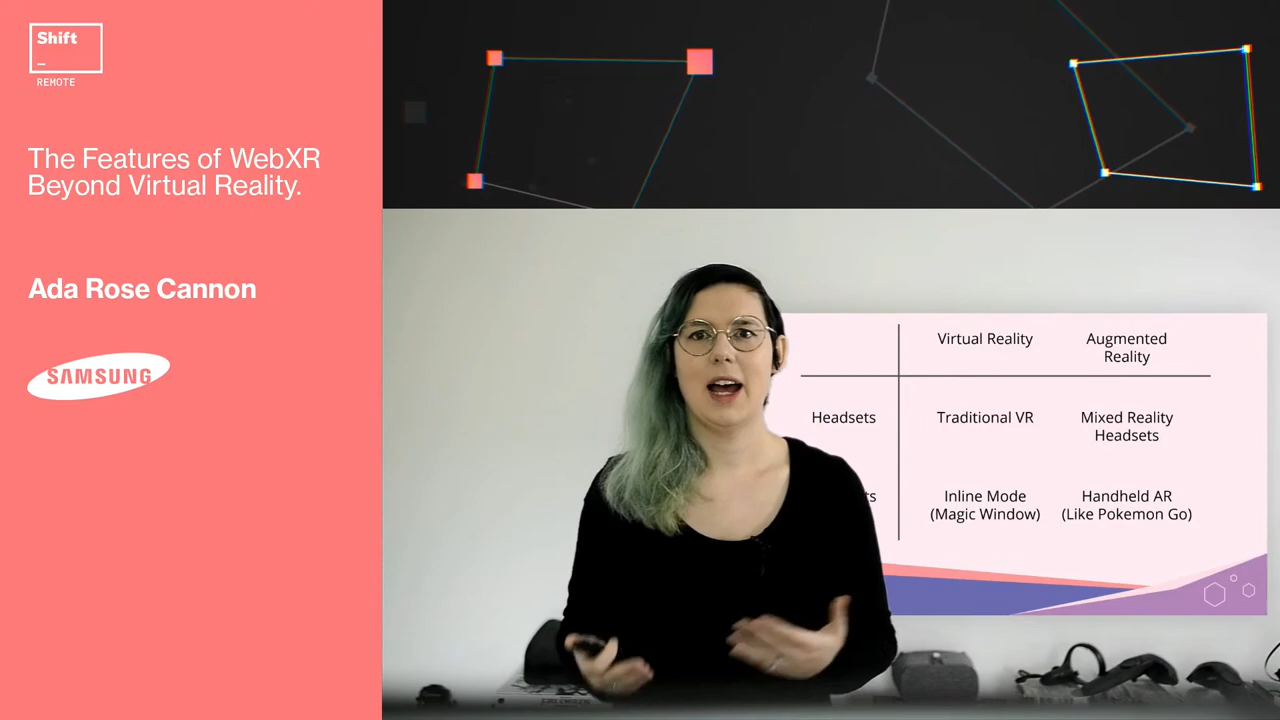 Shift
_
REMOTE
The Features of WebXR
Beyond Virtual Reality.
Ada Rose Cannon
SAMSUNG
Virtual Reality
Augmented
Reality
Headsets
Traditional VR
Mixed Reality
Headsets
ts
Inline Mode
(Magic Window)
Handheld AR
(Like Pokemon Go)